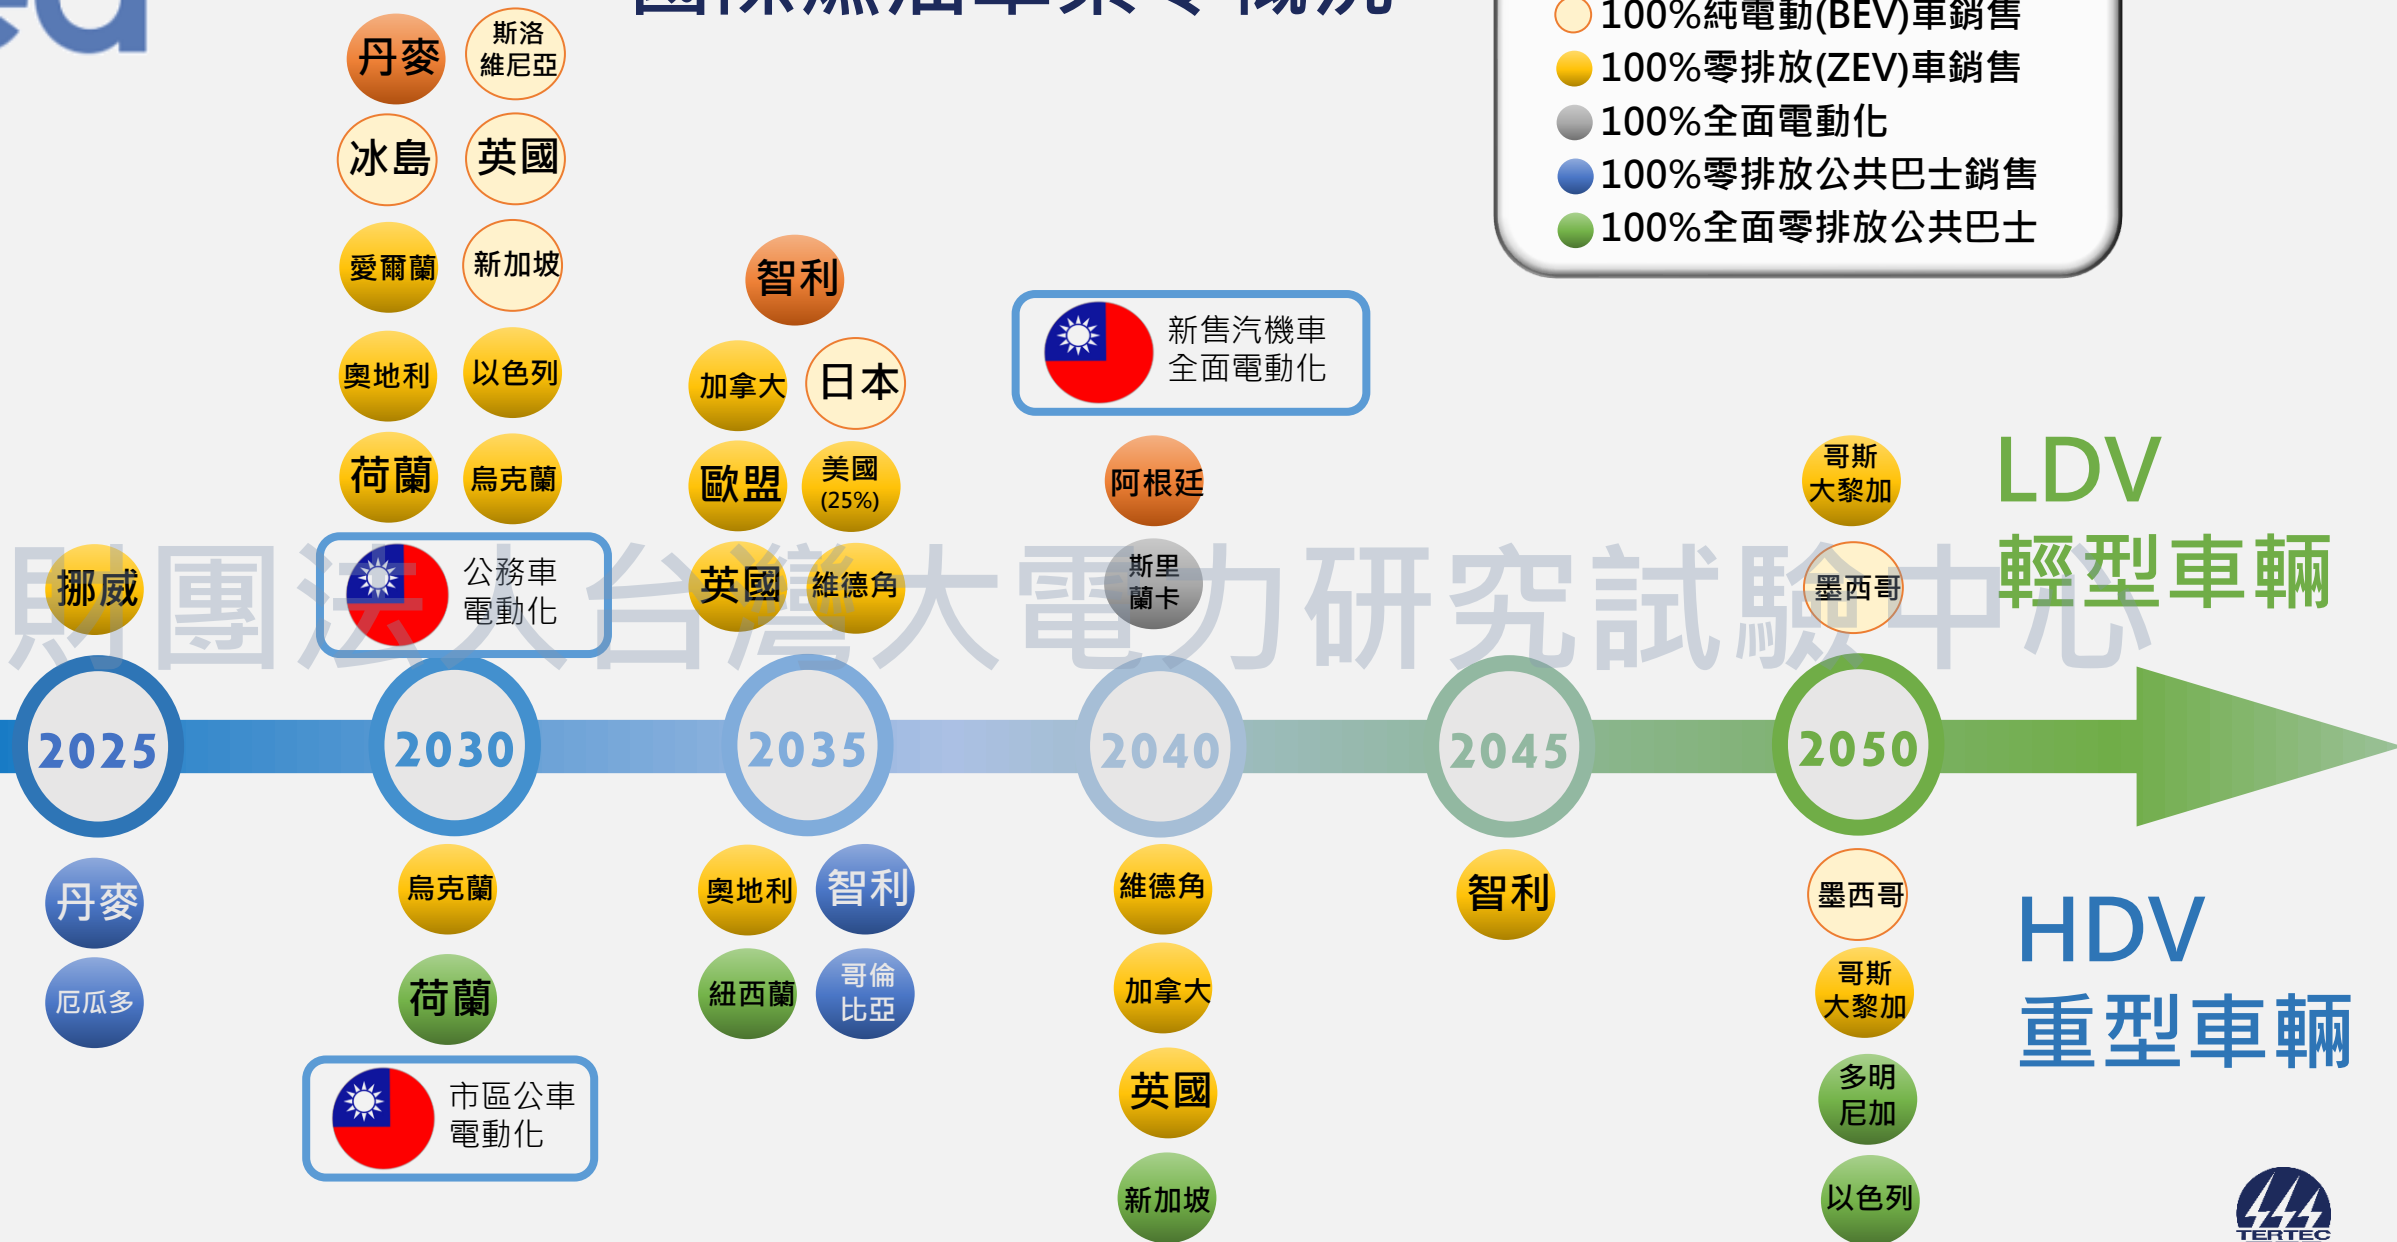 100%純電動(BEV)車銷售
100%零排放(ZEV)車銷售
100%全面電動化
100%零排放公共巴士銷售
100%全面零排放公共巴士
丹麥
斯洛
維尼亞
冰島
英國
愛爾蘭
新加坡
奧地利
以色列
荷蘭
烏克蘭
公務車
電動化
挪威
智利
加拿大
日本
歐盟
美國
(25%)
英國
維德角
新售汽機車
全面電動化
阿根廷
斯里
蘭卡
哥斯
大黎加
墨西哥
LDV
輕型車輛
財團法人台灣大電力研究試驗中心
2025
2030
2035
2040
2045
2050
丹麥
厄瓜多
烏克蘭
荷蘭
市區公車
電動化
奧地利
智利
紐西蘭
哥倫
比亞
維德角
加拿大
英國
新加坡
智利
墨西哥
哥斯
大黎加
多明
尼加
以色列
HDV
重型車輛
TERTEC